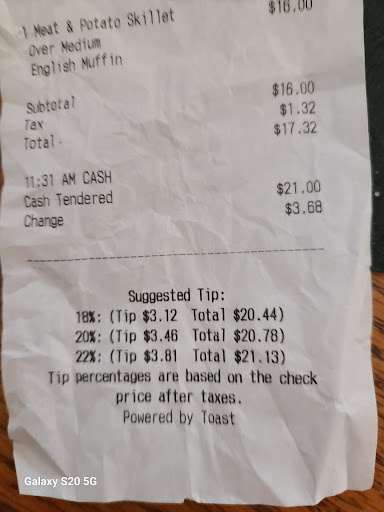 1 Meat & Potato Skillet $16.00
Over Medium
English Muffin
Subtotal $16.00
Tax $1.32
Total $17.32
11:31 AM CASH
Cash Tendered $21.00
Change $3.68
Suggested Tip:
18%: (Tip $3.12 Total $20.44)
20%: (Tip $3.46 Total $20.78)
22%: (Tip $3.81 Total $21.13)
Tip percentages are based on the check
price after taxes.
Powered by Toast
Galaxy S20 5G